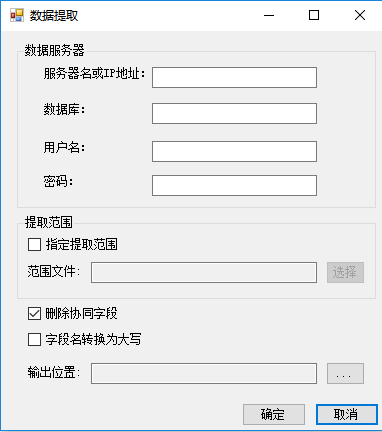 数据提取
数据服务器
服务器名或IP地址：
数据库：
用户名：
密码：
提取范围
指定提取范围
范围文件：
选择
删除协同字段
字段名转换为大写
输出位置：
...
确定
取消